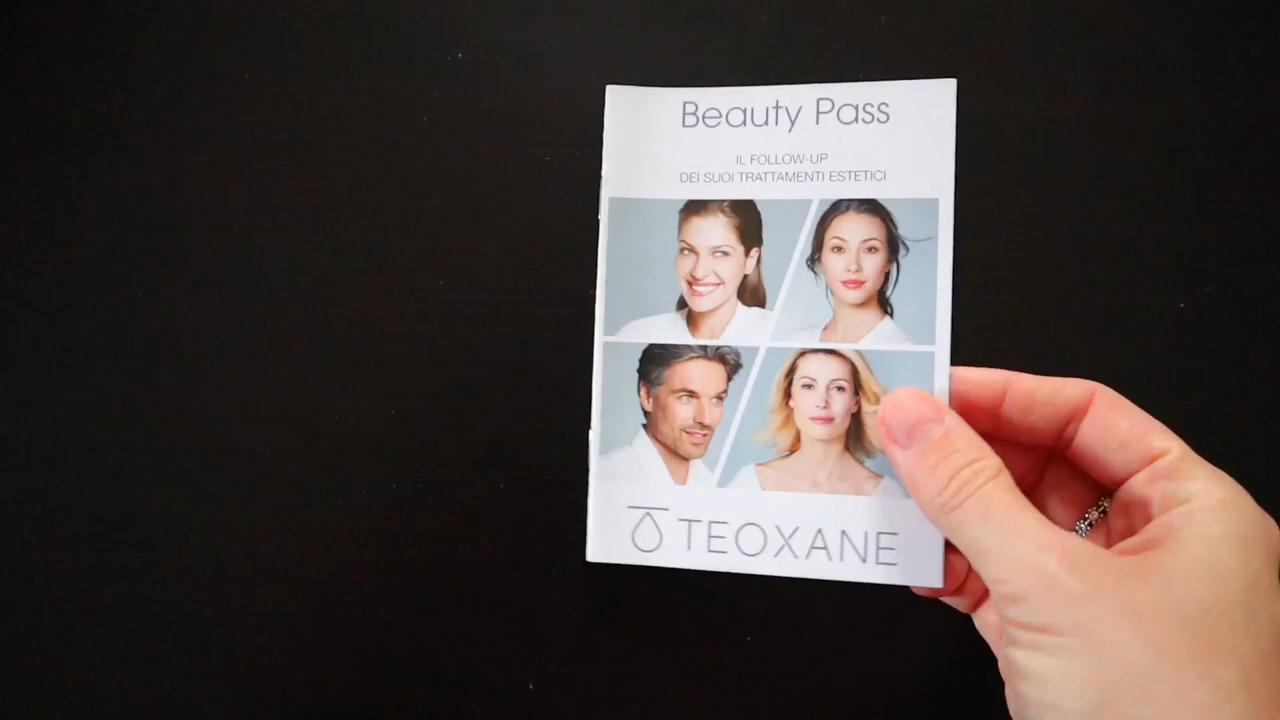 Beauty Pass
IL FOLLOW-UP
DEI SUOI TRATTAMENTI ESTETICI
TEOXANE